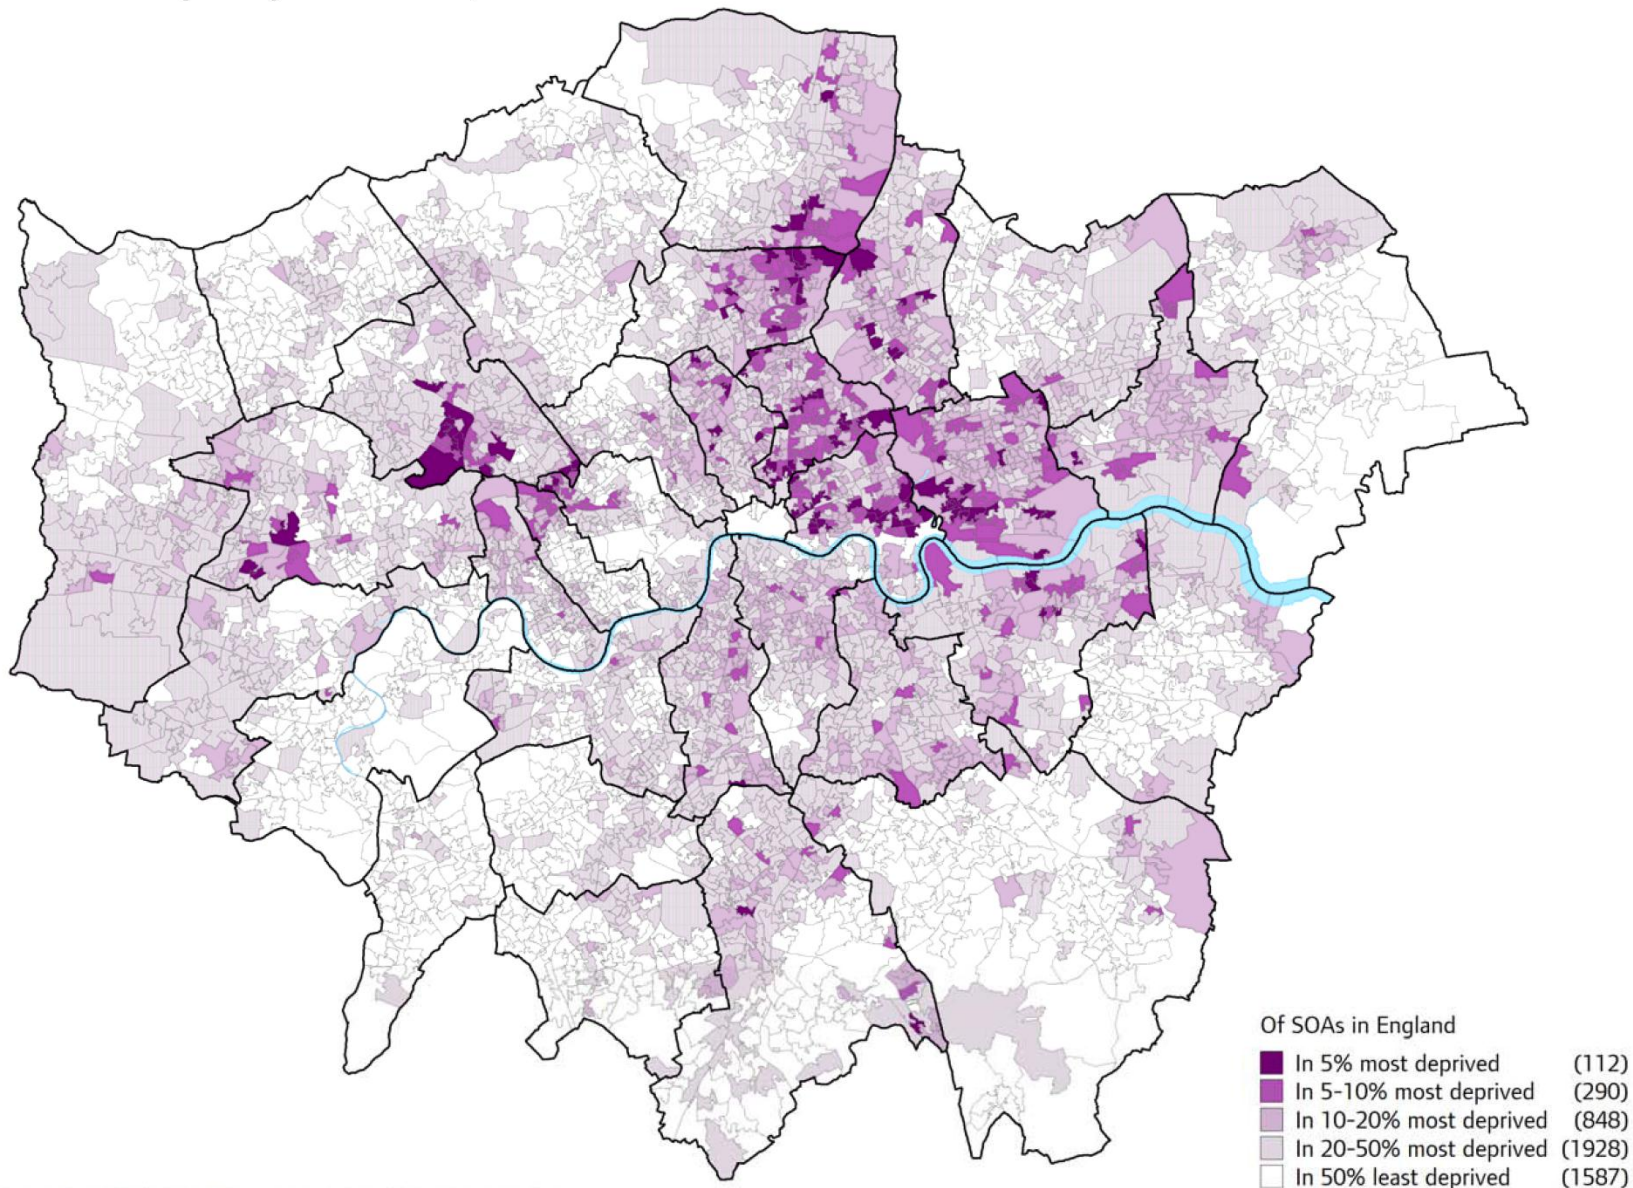 Of SOAs in England
In 5% most deprived (112)
In 5-10% most deprived (290)
In 10-20% most deprived (848)
In 20-50% most deprived (1928)
In 50% least deprived (1587)